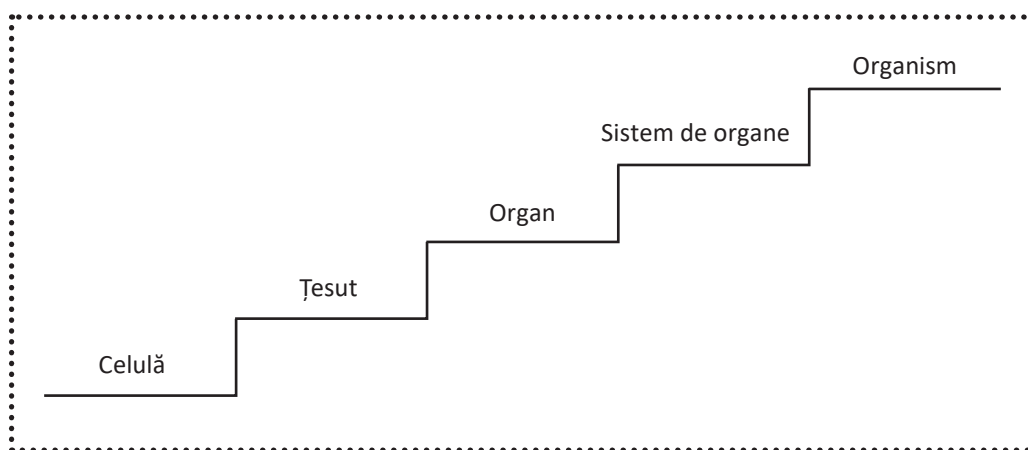 Organism
Sistem de organe
Organ
Țesut
Celulă